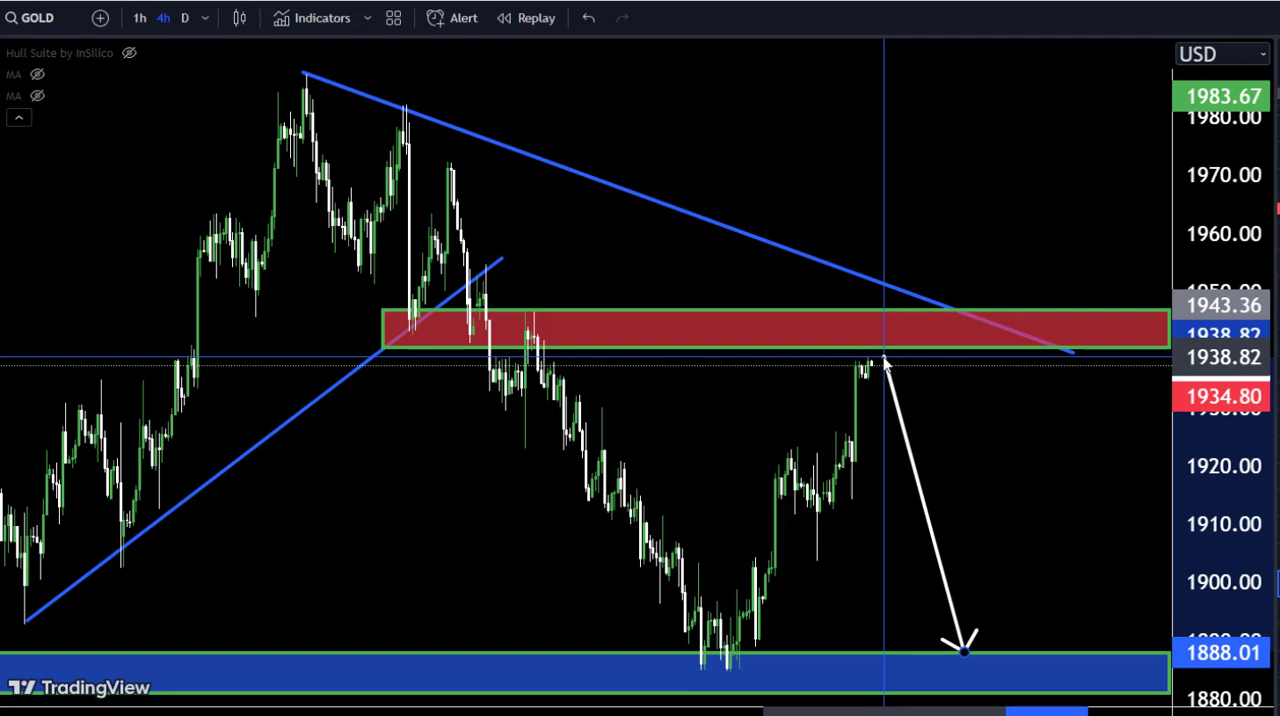 GOLD 1h 4h D Indicators Alert Replay
Hull Suite by InSilico
USD
MA
MA
1983.67
1980.00
1970.00
1960.00
1943.36
1938.82
1938.82
1934.80
1920.00
1910.00
1900.00
1888.01
TradingView
1880.00